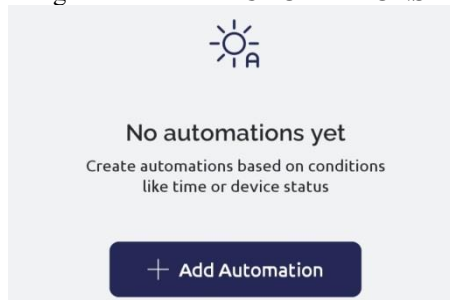 A
No automations yet
Create automations based on conditions
like time or device status
+ Add Automation